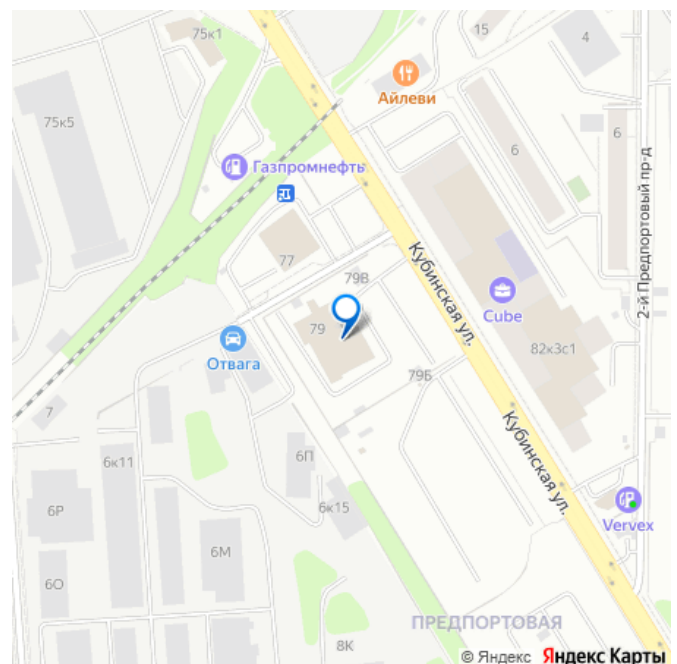 75к1
15
4
Айлеви
75к5
6
6
Газпромнефть
2-й Предпортовый пр-д
77
79В
Кубинская ул.
Cube
79
82к3с1
Отвага
79Б
7
Кубинская ул.
6к11
6П
6Р
6к15
Vervex
6М
6О
ПРЕДПОРТОВАЯ
8К
© Яндекс Яндекс Карты